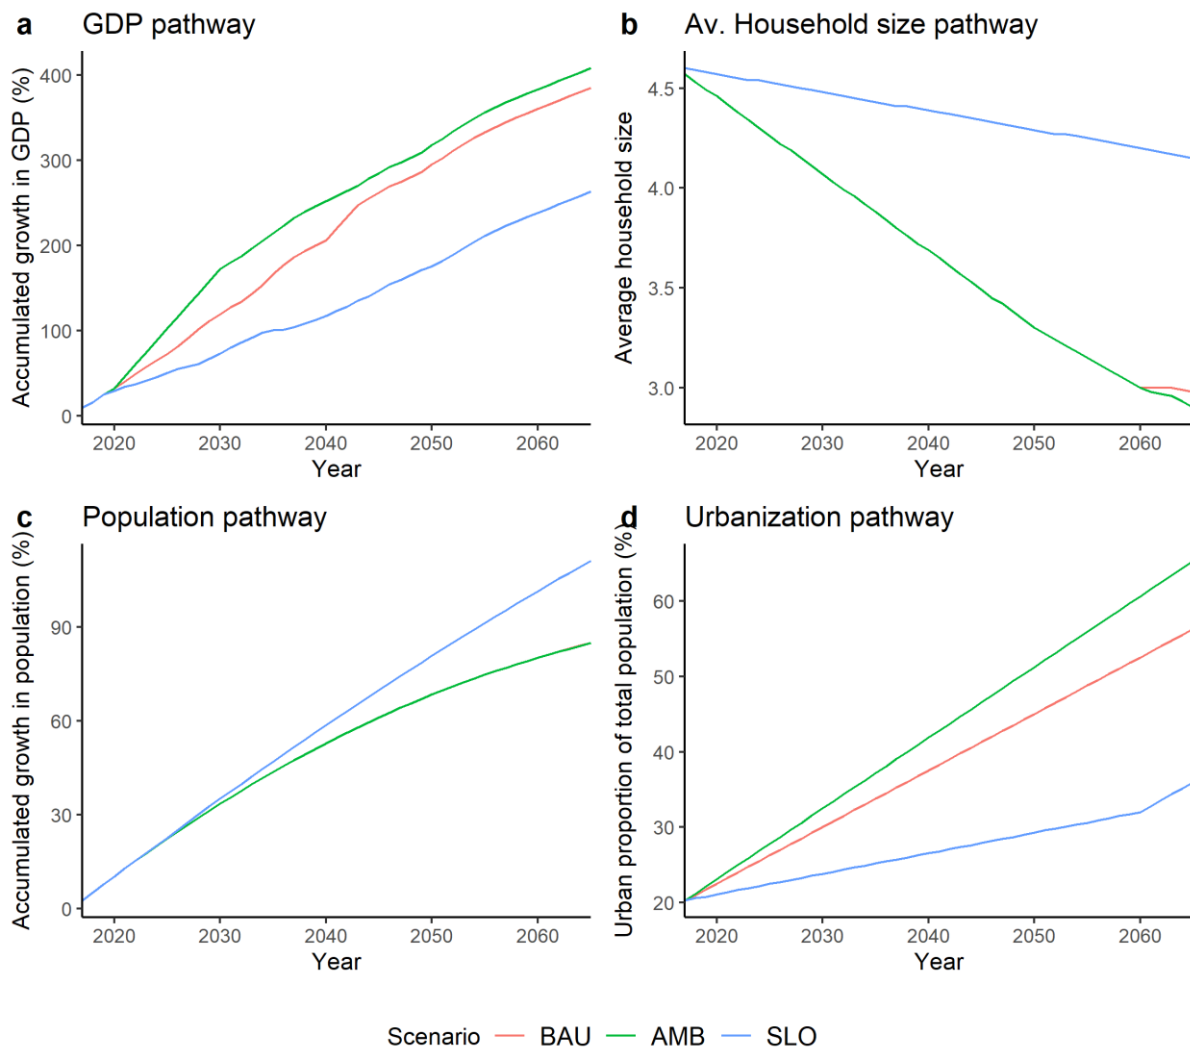 a GDP pathway
Accumulated growth in GDP (%)
400
300
200
100
0
2020 2030 2040 2050 2060
Year
b Av. Household size pathway
Average household size
4.5
4.0
3.5
3.0
2020 2030 2040 2050 2060
Year
c Population pathway
Accumulated growth in population (%)
90
60
30
0
2020 2030 2040 2050 2060
Year
d Urbanization pathway
Urban proportion of total population (%)
60
50
40
30
20
2020 2030 2040 2050 2060
Year
Scenario BAU AMB SLO